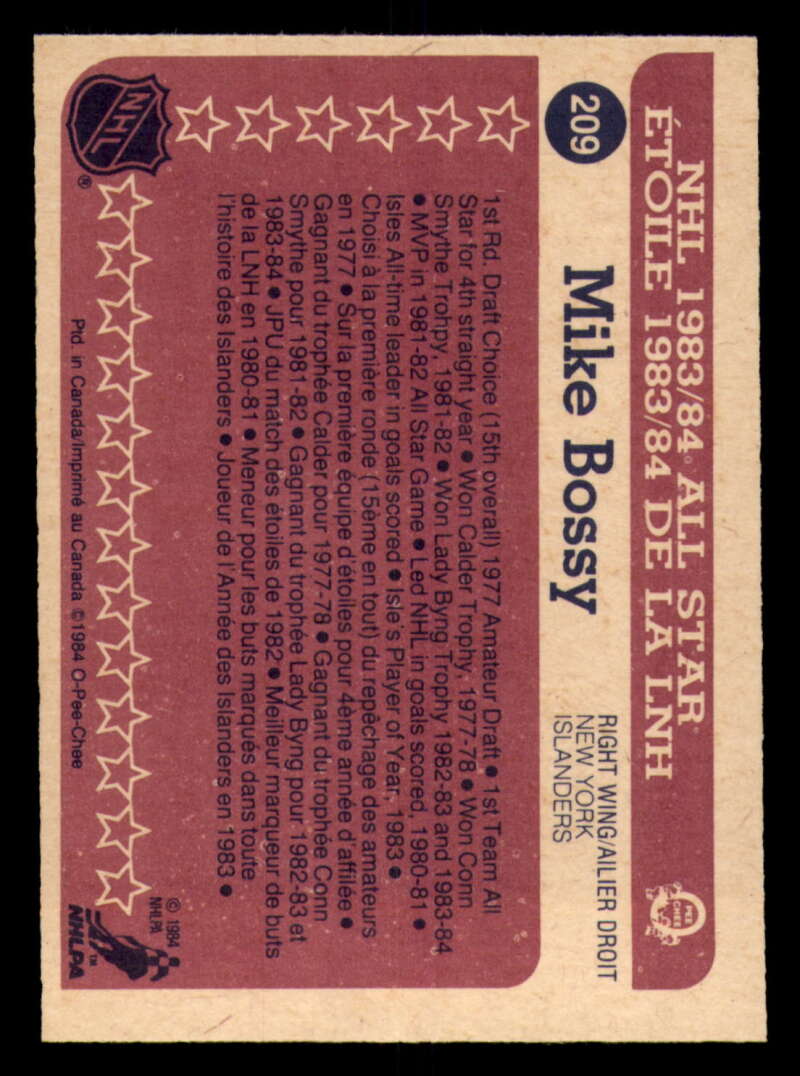 NHL 1983/84 ALL STAR
ÉTOILE 1983/84 DE LA LNH
O
PEE
CHEE
209
Mike Bossy
RIGHT WING/AILIER DROIT
NEW YORK
ISLANDERS
1st Rd. Draft Choice (15th overall) 1977 Amateur Draft ● 1st Team All
Star for 4th straight year ● Won Calder Trophy, 1977-78 ● Won Conn
Smythe Trohpy, 1981-82 ● Won Lady Byng Trophy 1982-83 and 1983-84
● MVP in 1981-82 All Star Game ● Led NHL in goals scored, 1980-81 ●
Isles All-time leader in goals scored ● Isle's Player of Year, 1983 ●
Choisi à la première ronde (15ème en tout) du repêchage des amateurs
en 1977 ● Sur la première équipe d'étoiles pour 4ème année d'affilée ●
Gagnant du trophée Calder pour 1977-78 ● Gagnant du trophée Conn
Smythe pour 1981-82 ● Gagnant du trophée Lady Byng pour 1982-83 et
1983-84 ● JPU du match des étoiles de 1982 ● Meilleur marqueur de buts
de la LNH, en 1980-81 ● Meneur pour les buts marqués dans toute
l'histoire des Islanders ● Joueur de l'Année des Islanders en 1983 ●
NHL
®
Ptd. in Canada/Imprimé au Canada ©1984 O-Pee-Chee
© 1984
NHLPA
NHLPA™